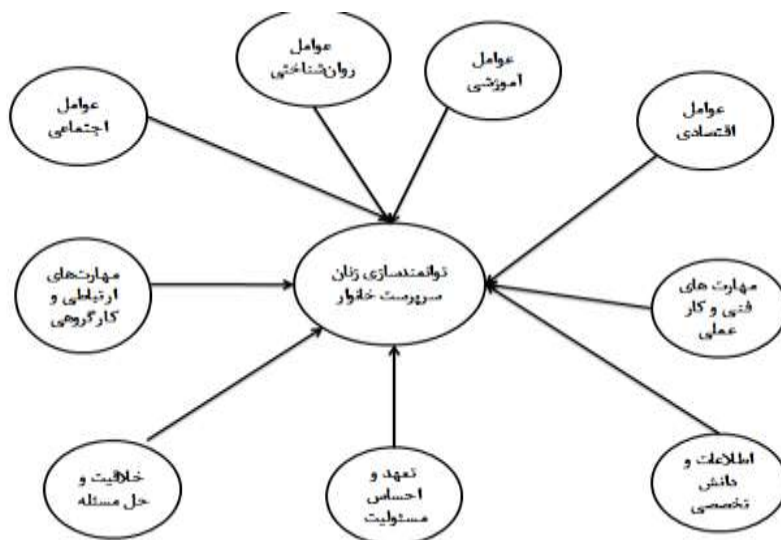 عوامل
روان‌شناختی
عوامل
آموزشی
عوامل
اجتماعی
عوامل
اقتصادی
توانمندسازی زنان
سرپرست خانوار
مهارت‌های
ارتباطی و
کارگروهی
مهارت های
فنی و کار
عملی
خلاقیت و
حل مسئله
تعهد و
احساس
مسئولیت
اطلاعات و
دانش
تخصصی